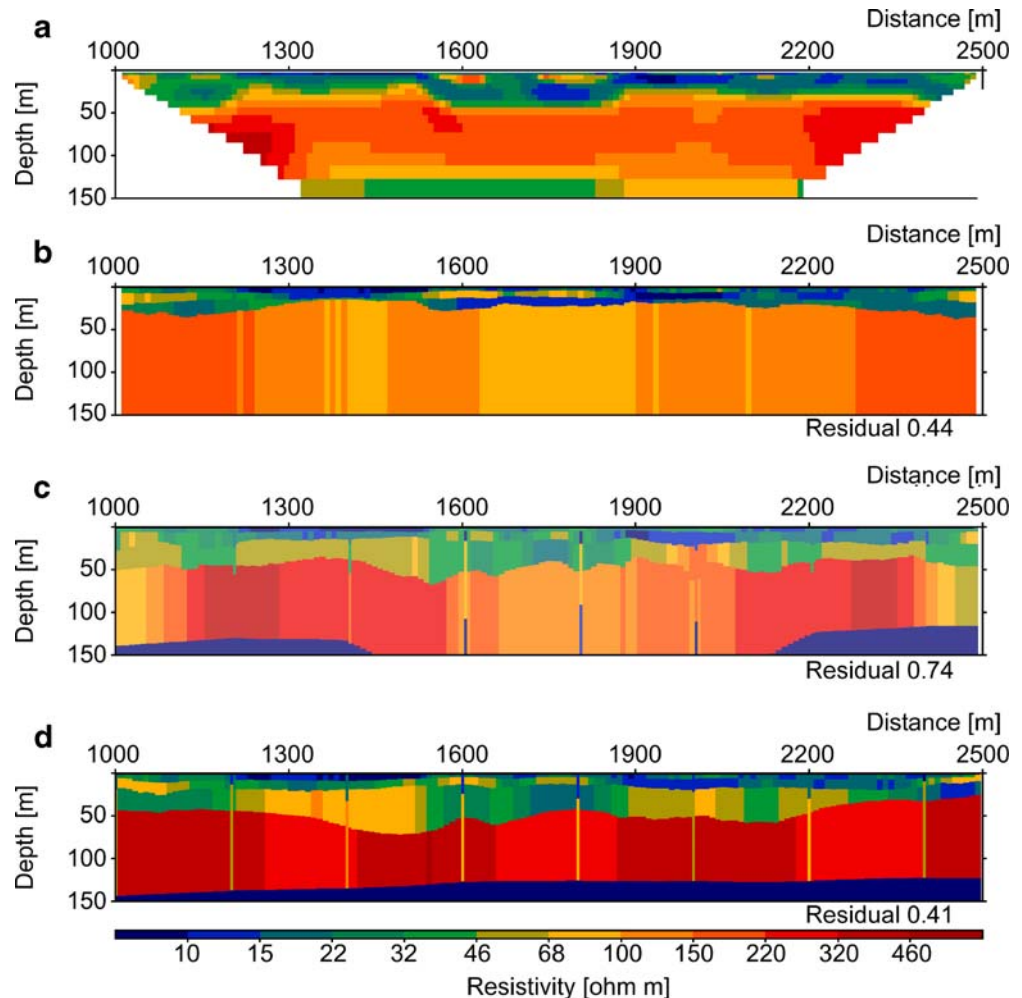 a
Distance [m]
1000 1300 1600 1900 2200 2500
Depth [m]
50
100
150
b
Distance [m]
1000 1300 1600 1900 2200 2500
Depth [m]
50
100
150
Residual 0.44
c
Distance [m]
1000 1300 1600 1900 2200 2500
Depth [m]
50
100
150
Residual 0.74
d
Distance [m]
1000 1300 1600 1900 2200 2500
Depth [m]
50
100
150
Residual 0.41
10 15 22 32 46 68 100 150 220 320 460
Resistivity [ohm m]